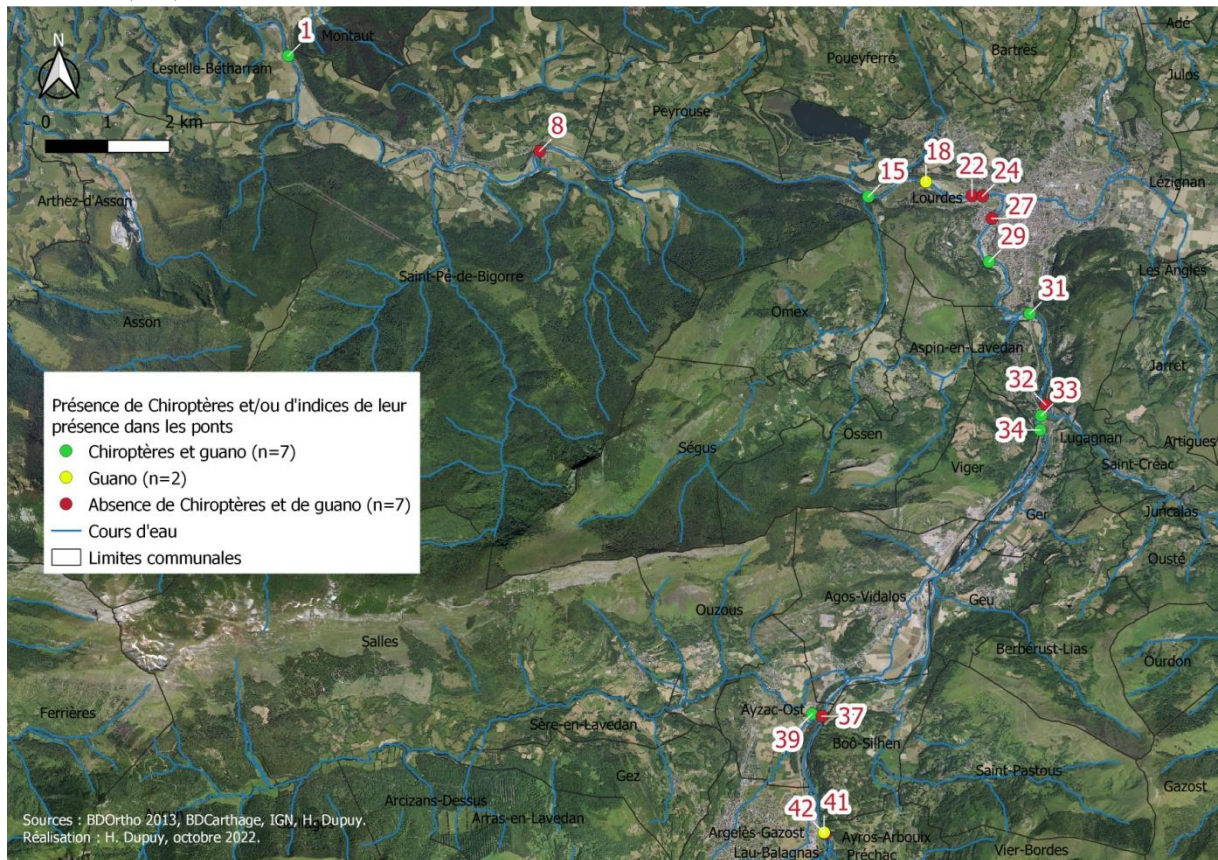 1
Montaut
Adé
N
Lestelle-Bétharram
Poueyferré
Bartrès
Julos
0 1 2 km
Peyrouse
8
18
22
24
15
Lourdes
Lézignan
Arthez-d'Asson
27
29
Saint-Pé-de-Bigorre
Les Angles
31
Omex
Asson
Aspin-en-Lavedan
Jarret
32
33
Présence de Chiroptères et/ou d'indices de leur
présence dans les ponts
Chiroptères et guano (n=7)
Guano (n=2)
Absence de Chiroptères et de guano (n=7)
Cours d'eau
Limites communales
34
Ossen
Lugagnan
Artigues
Ségus
Viger
Saint-Créac
Ger
Juncalas
Ousté
Agos-Vidalos
Geu
Ouzous
Salles
Berbérust-Lias
Ourdon
Ferrières
Ayzac-Ost
37
Sère-en-Lavedan
39
Boô-Silhen
Gez
Saint-Pastous
Gazost
Arcizans-Dessus
42
41
Arras-en-Lavedan
Argelès-Gazost
Ayros-Arbouix
Lau-Balagnas
Préchac
Vier-Bordes
Sources : BDOrtho 2013, BDCarthage, IGN, H. Dupuy.
Réalisation : H. Dupuy, octobre 2022.